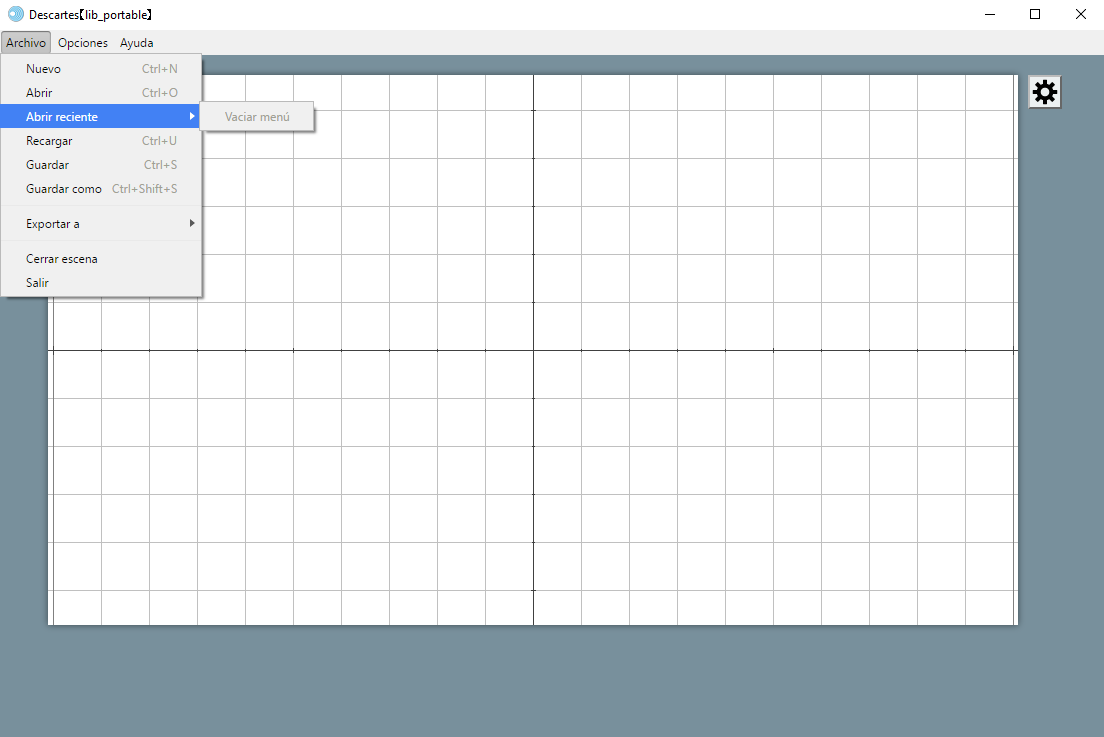 Descartes【lib_portable】
Archivo Opciones Ayuda
Nuevo Ctrl+N
Abrir Ctrl+O
Abrir reciente Vaciar menú
Recargar Ctrl+U
Guardar Ctrl+S
Guardar como Ctrl+Shift+S
Exportar a
Cerrar escena
Salir